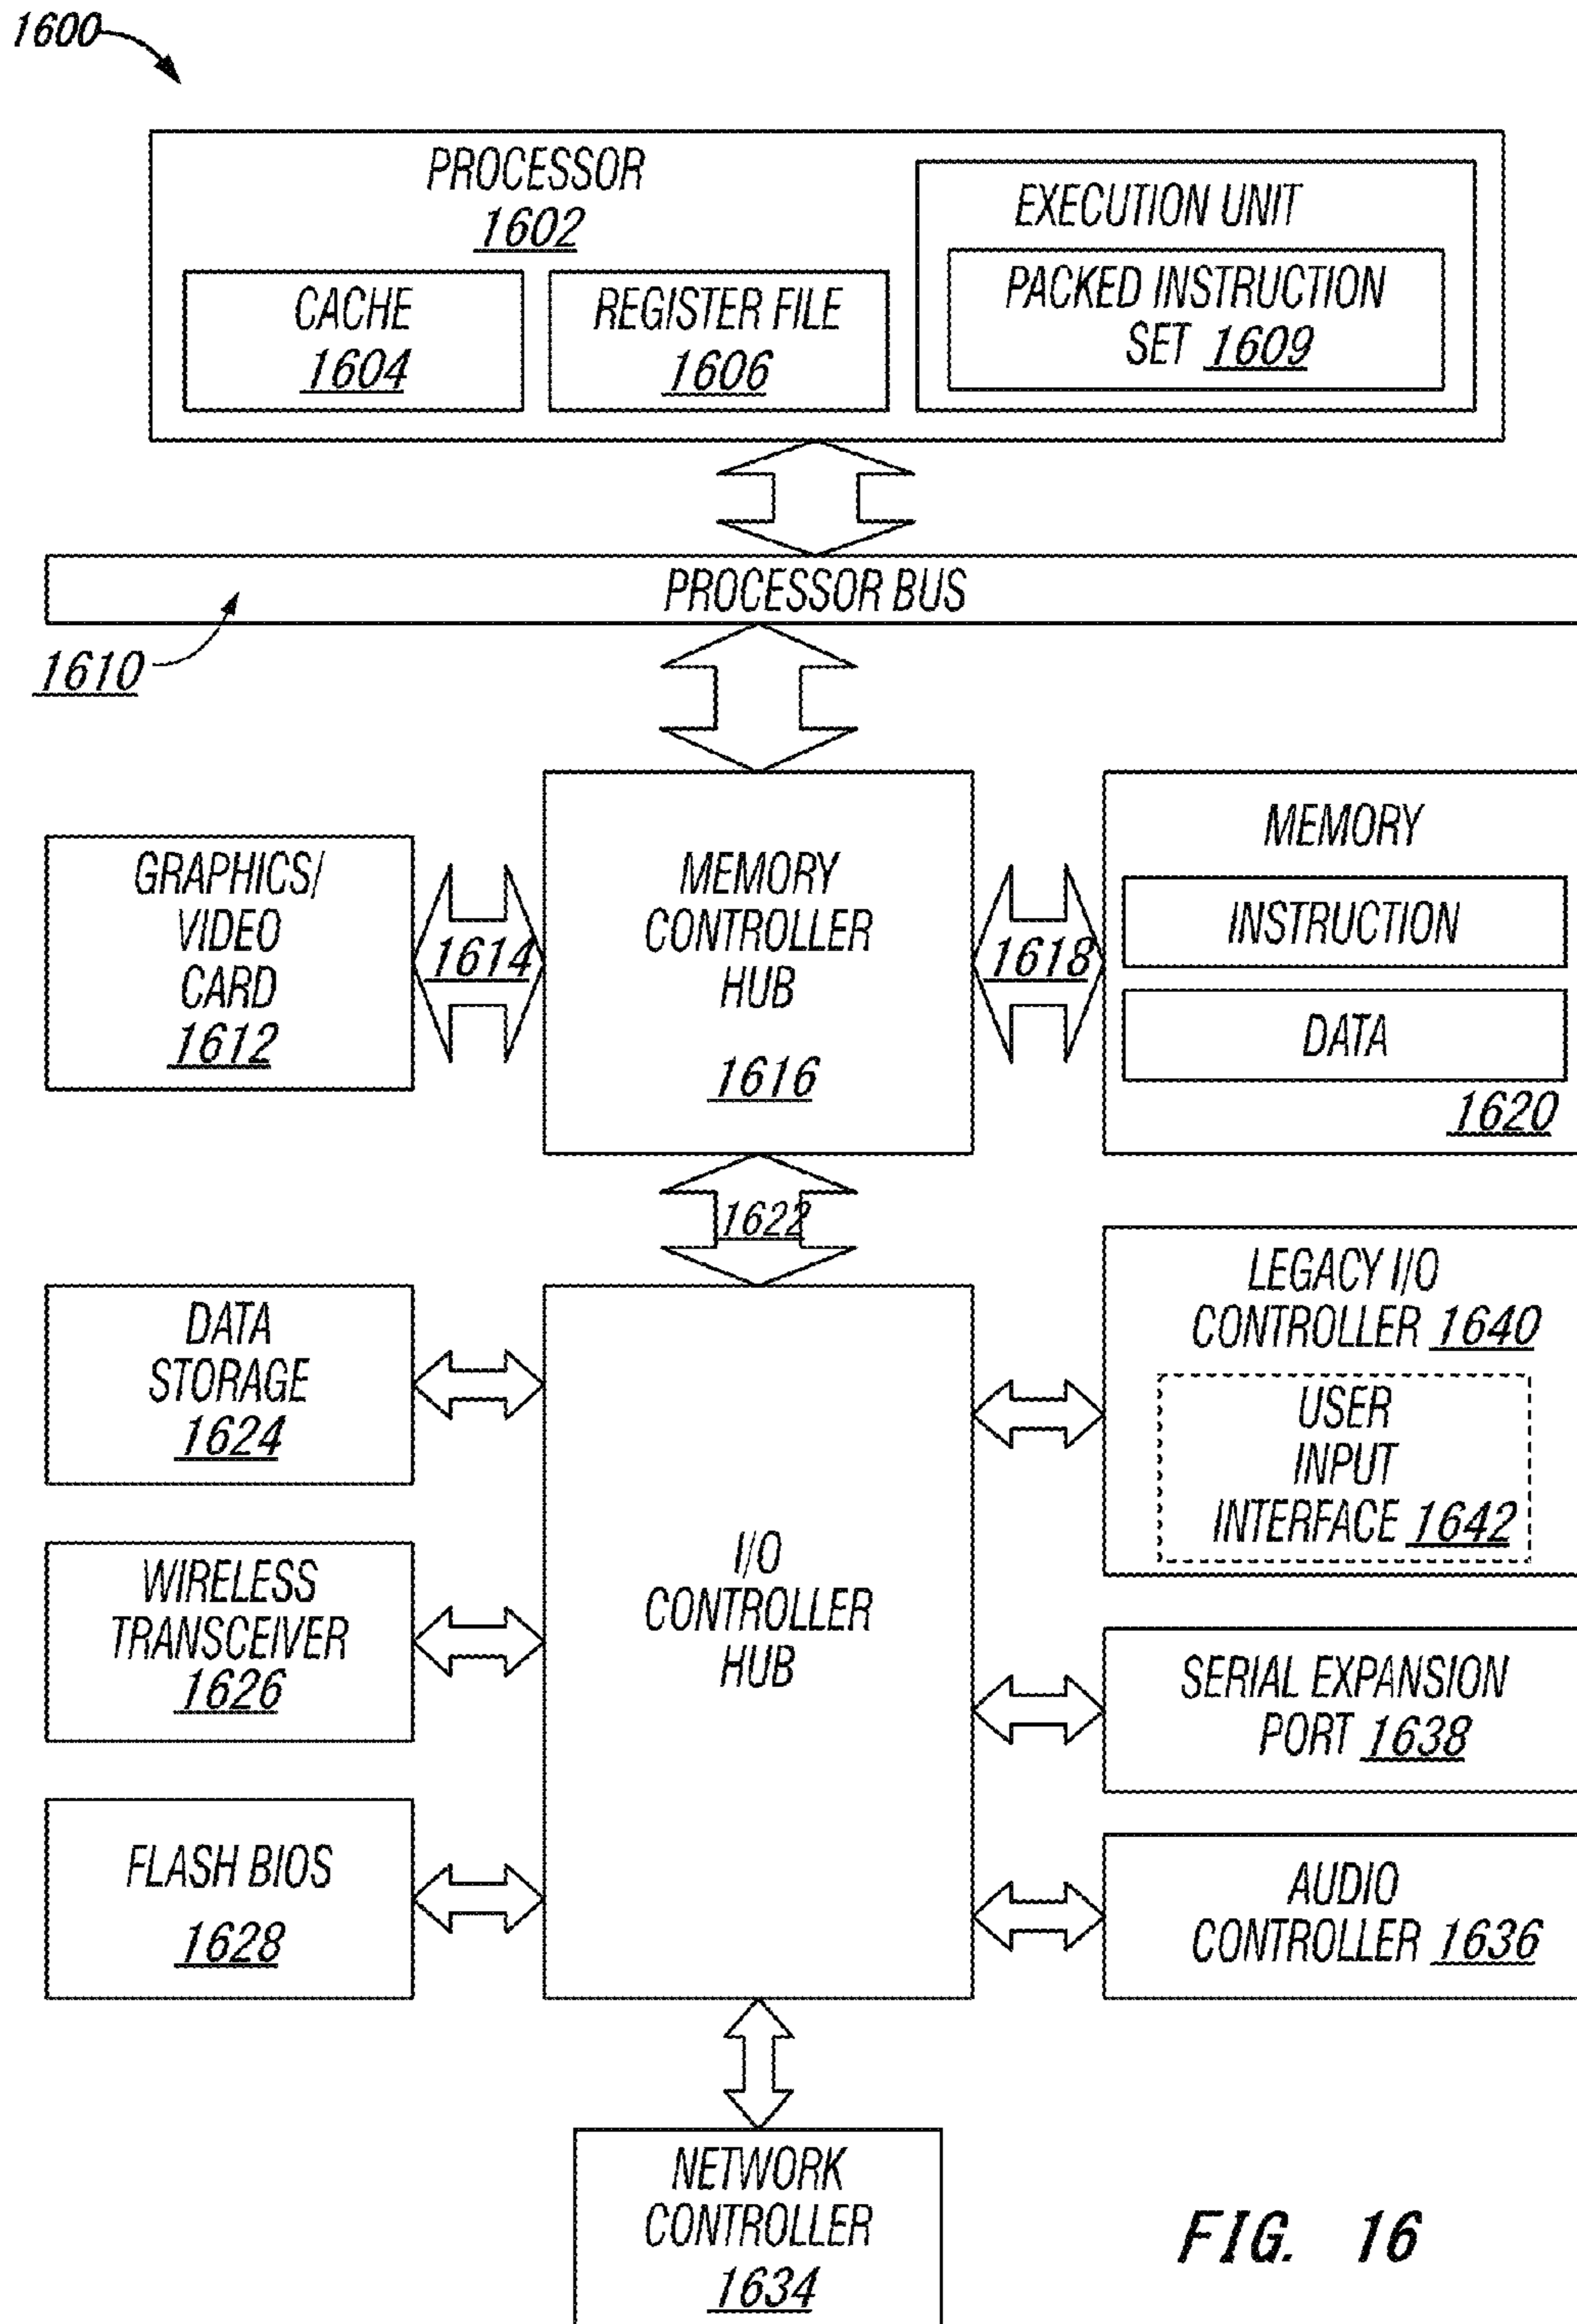 1600
PROCESSOR
1602
EXECUTION UNIT
CACHE
1604
REGISTER FILE
1606
PACKED INSTRUCTION
SET 1609
PROCESSOR BUS
1610
GRAPHICS/
VIDEO
CARD
1612
1614
MEMORY
CONTROLLER
HUB
1616
1618
MEMORY
INSTRUCTION
DATA
1620
1622
DATA
STORAGE
1624
LEGACY I/O
CONTROLLER 1640
USER
INPUT
INTERFACE 1642
WIRELESS
TRANSCEIVER
1626
I/O
CONTROLLER
HUB
SERIAL EXPANSION
PORT 1638
FLASH BIOS
1628
AUDIO
CONTROLLER 1636
NETWORK
CONTROLLER
1634
FIG. 16